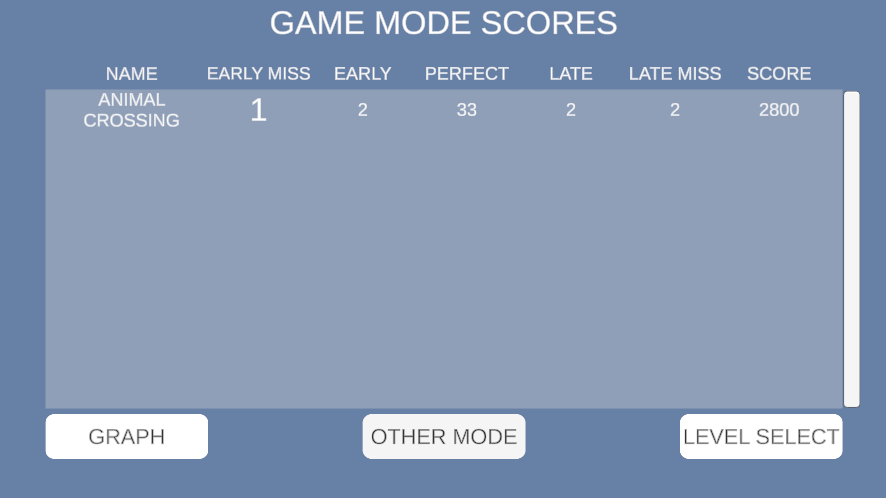 GAME MODE SCORES
NAME EARLY MISS EARLY PERFECT LATE LATE MISS SCORE
ANIMAL
CROSSING 1 2 33 2 2 2800
GRAPH OTHER MODE LEVEL SELECT